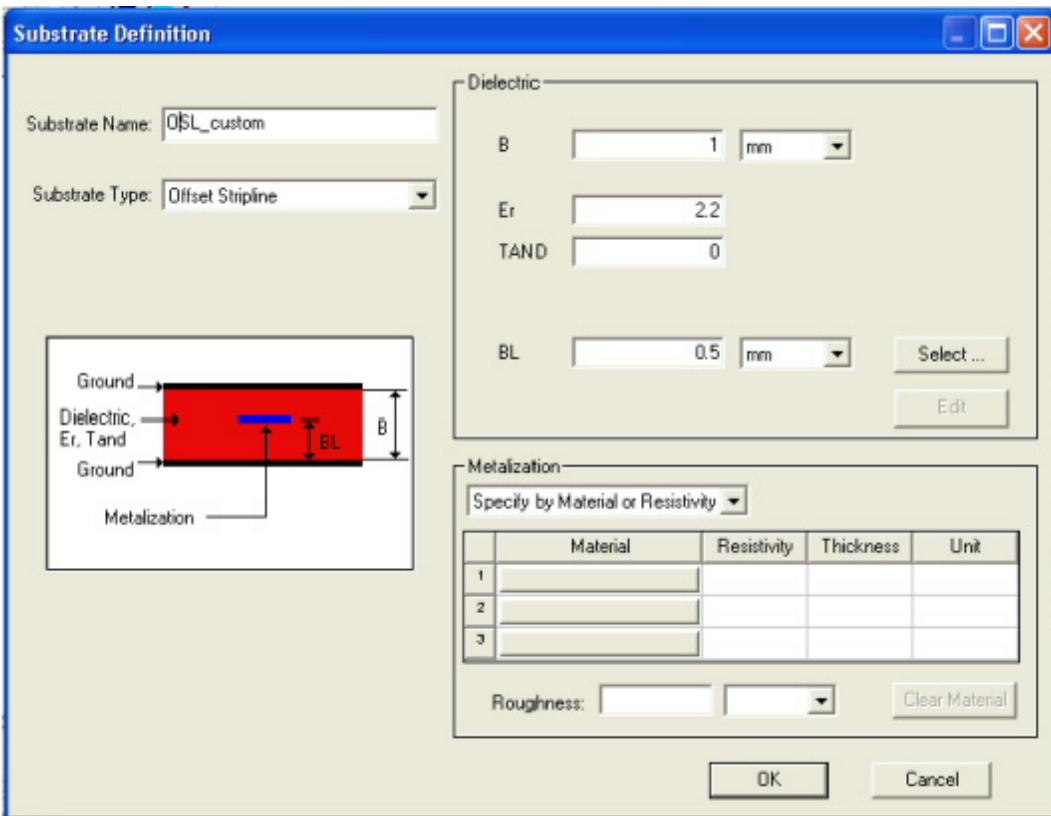 Substrate Definition
Substrate Name: OSL_custom
Substrate Type: Offset Stripline
Ground
Dielectric,
Er, Tand
Ground
BL
B
Metalization
Dielectric
B 1 mm
Er 2.2
TAND 0
BL 0.5 mm Select ...
Edit
Metalization
Specify by Material or Resistivity
Material Resistivity Thickness Unit
1
2
3
Roughness: Clear Material
OK Cancel